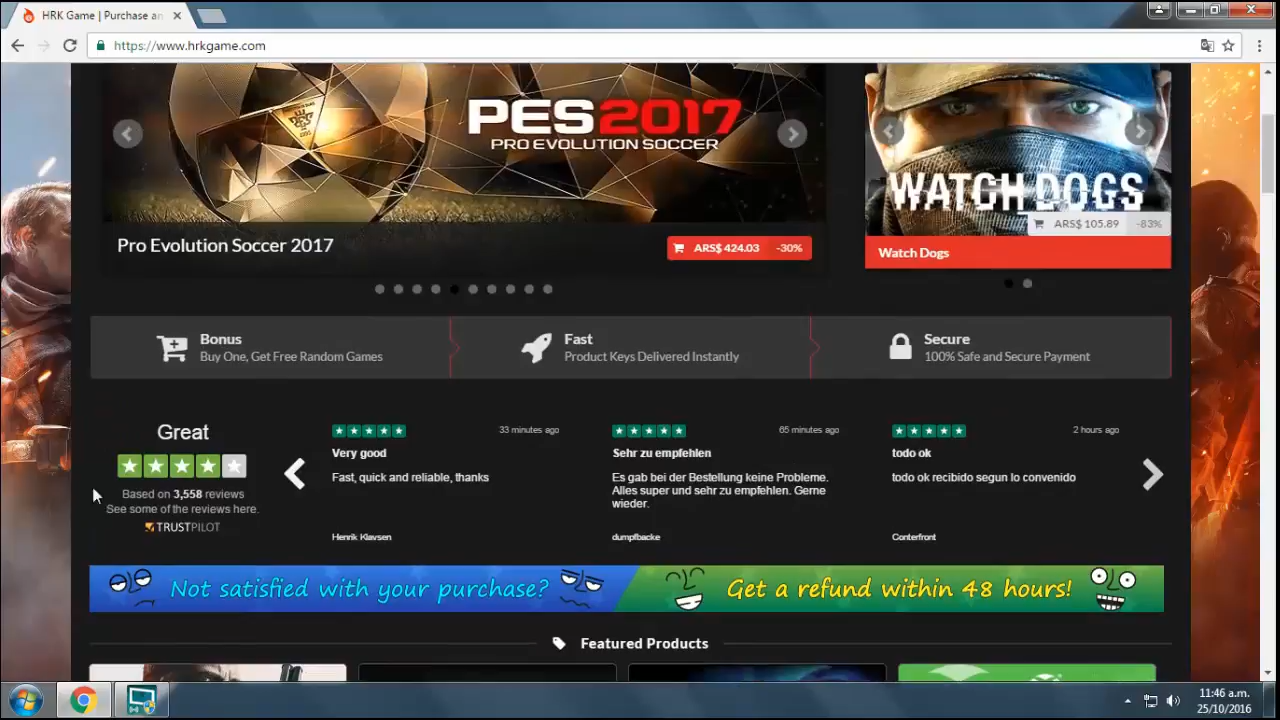 HRK Game | Purchase an
https://www.hrkgame.com
PES2017
PRO EVOLUTION SOCCER
Pro Evolution Soccer 2017
ARS$ 424.03 -30%
WATCH DOGS
ARS$ 105.89 -83%
Watch Dogs
Bonus
Buy One, Get Free Random Games
Fast
Product Keys Delivered Instantly
Secure
100% Safe and Secure Payment
Great
Based on 3,558 reviews
See some of the reviews here.
TRUSTPILOT
33 minutes ago
Very good
Fast, quick and reliable, thanks
Henrik Klavsen
65 minutes ago
Sehr zu empfehlen
Es gab bei der Bestellung keine Probleme.
Alles super und sehr zu empfehlen. Gerne
wieder.
dumpfbacke
2 hours ago
todo ok
todo ok recibido segun lo convenido
Conterfront
Not satisfied with your purchase?
Get a refund within 48 hours!
Featured Products
11:46 a.m.
25/10/2016